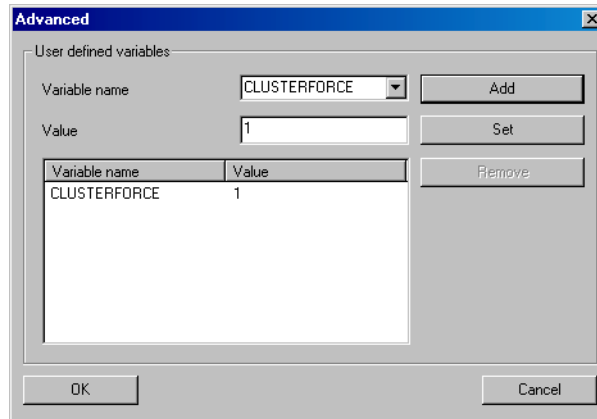 Advanced
User defined variables
Variable name CLUSTERFORCE Add
Value 1 Set
Variable name Value Remove
CLUSTERFORCE 1
OK Cancel